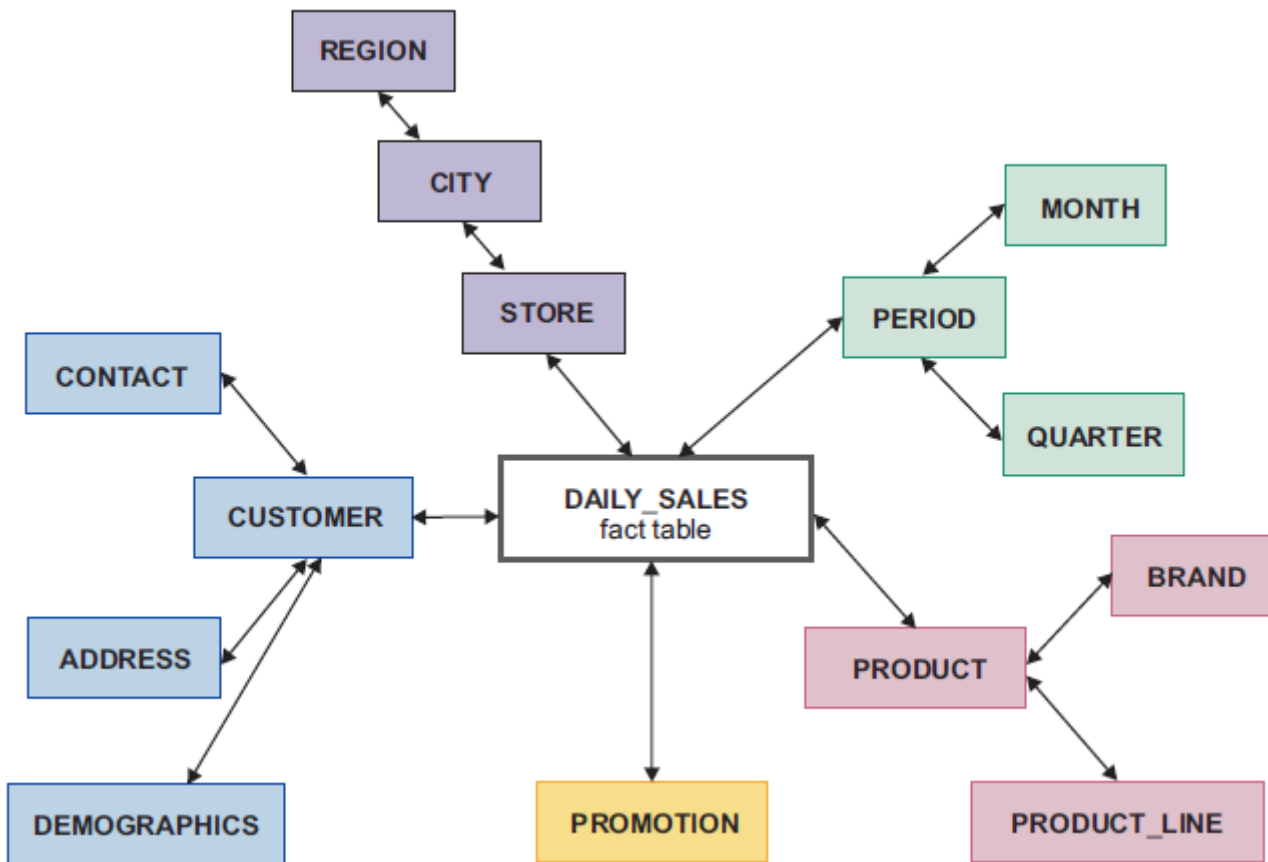 REGION
CITY
MONTH
STORE
PERIOD
CONTACT
QUARTER
DAILY_SALES
fact table
CUSTOMER
BRAND
ADDRESS
PRODUCT
DEMOGRAPHICS
PROMOTION
PRODUCT_LINE